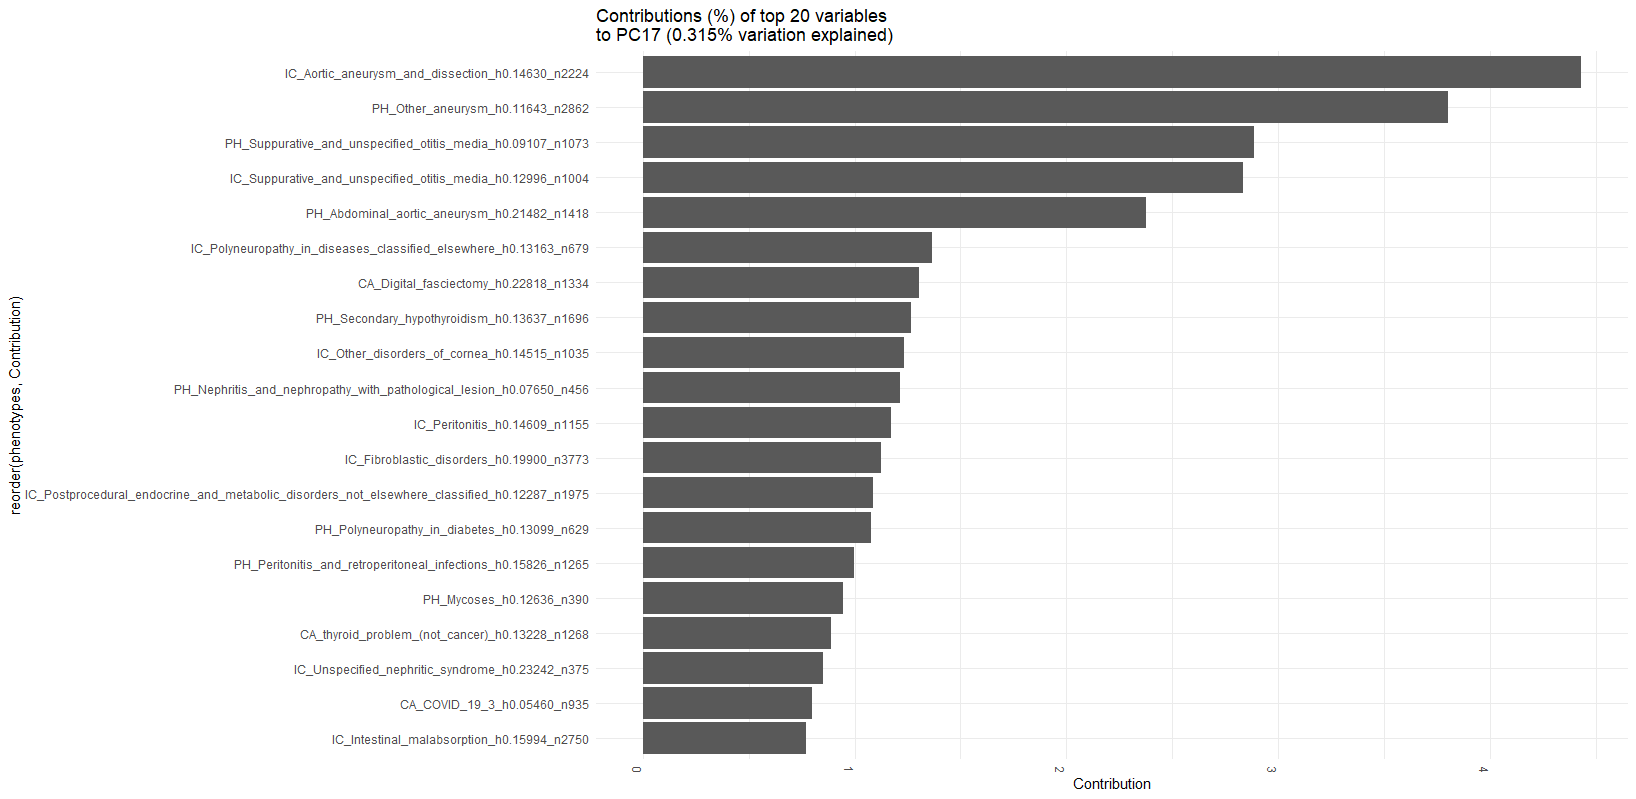 Contributions (%) of top 20 variables
to PC17 (0.315% variation explained)
reorder(phenotypes, Contribution)
IC_Aortic_aneurysm_and_dissection_h0.14630_n2224
PH_Other_aneurysm_h0.11643_n2862
PH_Suppurative_and_unspecified_otitis_media_h0.09107_n1073
IC_Suppurative_and_unspecified_otitis_media_h0.12996_n1004
PH_Abdominal_aortic_aneurysm_h0.21482_n1418
IC_Polyneuropathy_in_diseases_classified_elsewhere_h0.13163_n679
CA_Digital_fasciectomy_h0.22818_n1334
PH_Secondary_hypothyroidism_h0.13637_n1696
IC_Other_disorders_of_cornea_h0.14515_n1035
PH_Nephritis_and_nephropathy_with_pathological_lesion_h0.07650_n456
IC_Peritonitis_h0.14609_n1155
IC_Fibroblastic_disorders_h0.19900_n3773
IC_Postprocedural_endocrine_and_metabolic_disorders_not_elsewhere_classified_h0.12287_n1975
PH_Polyneuropathy_in_diabetes_h0.13099_n629
PH_Peritonitis_and_retroperitoneal_infections_h0.15826_n1265
PH_Mycoses_h0.12636_n390
CA_thyroid_problem_(not_cancer)_h0.13228_n1268
IC_Unspecified_nephritic_syndrome_h0.23242_n375
CA_COVID_19_3_h0.05460_n935
IC_Intestinal_malabsorption_h0.15994_n2750
0 1 2 3 4
Contribution